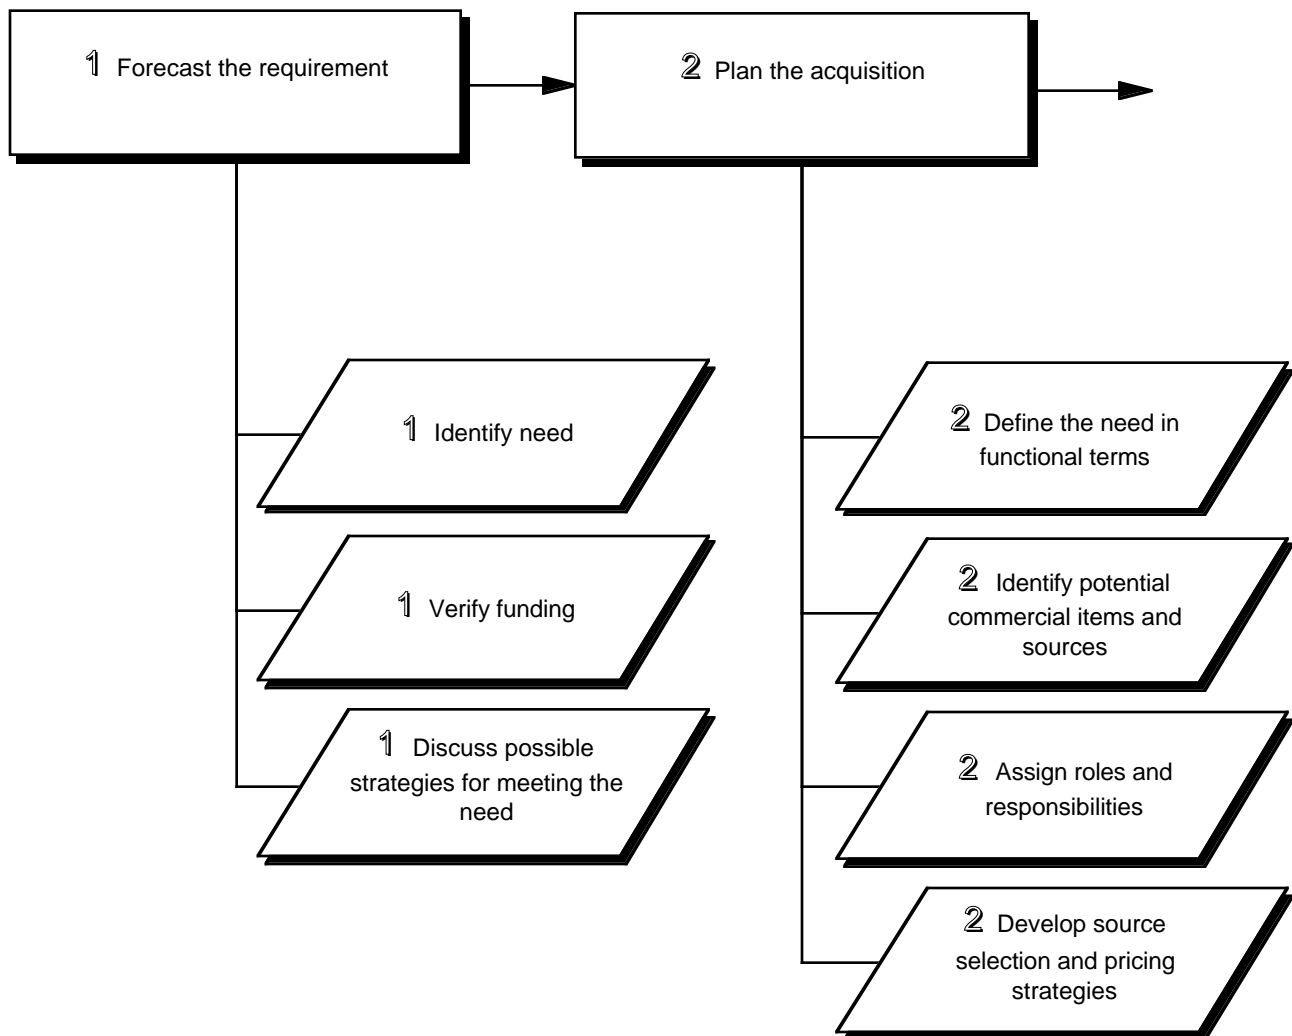 1 Forecast the requirement
2 Plan the acquisition
1 Identify need
1 Verify funding
1 Discuss possible
strategies for meeting the
need
2 Define the need in
functional terms
2 Identify potential
commercial items and
sources
2 Assign roles and
responsibilities
2 Develop source
selection and pricing
strategies